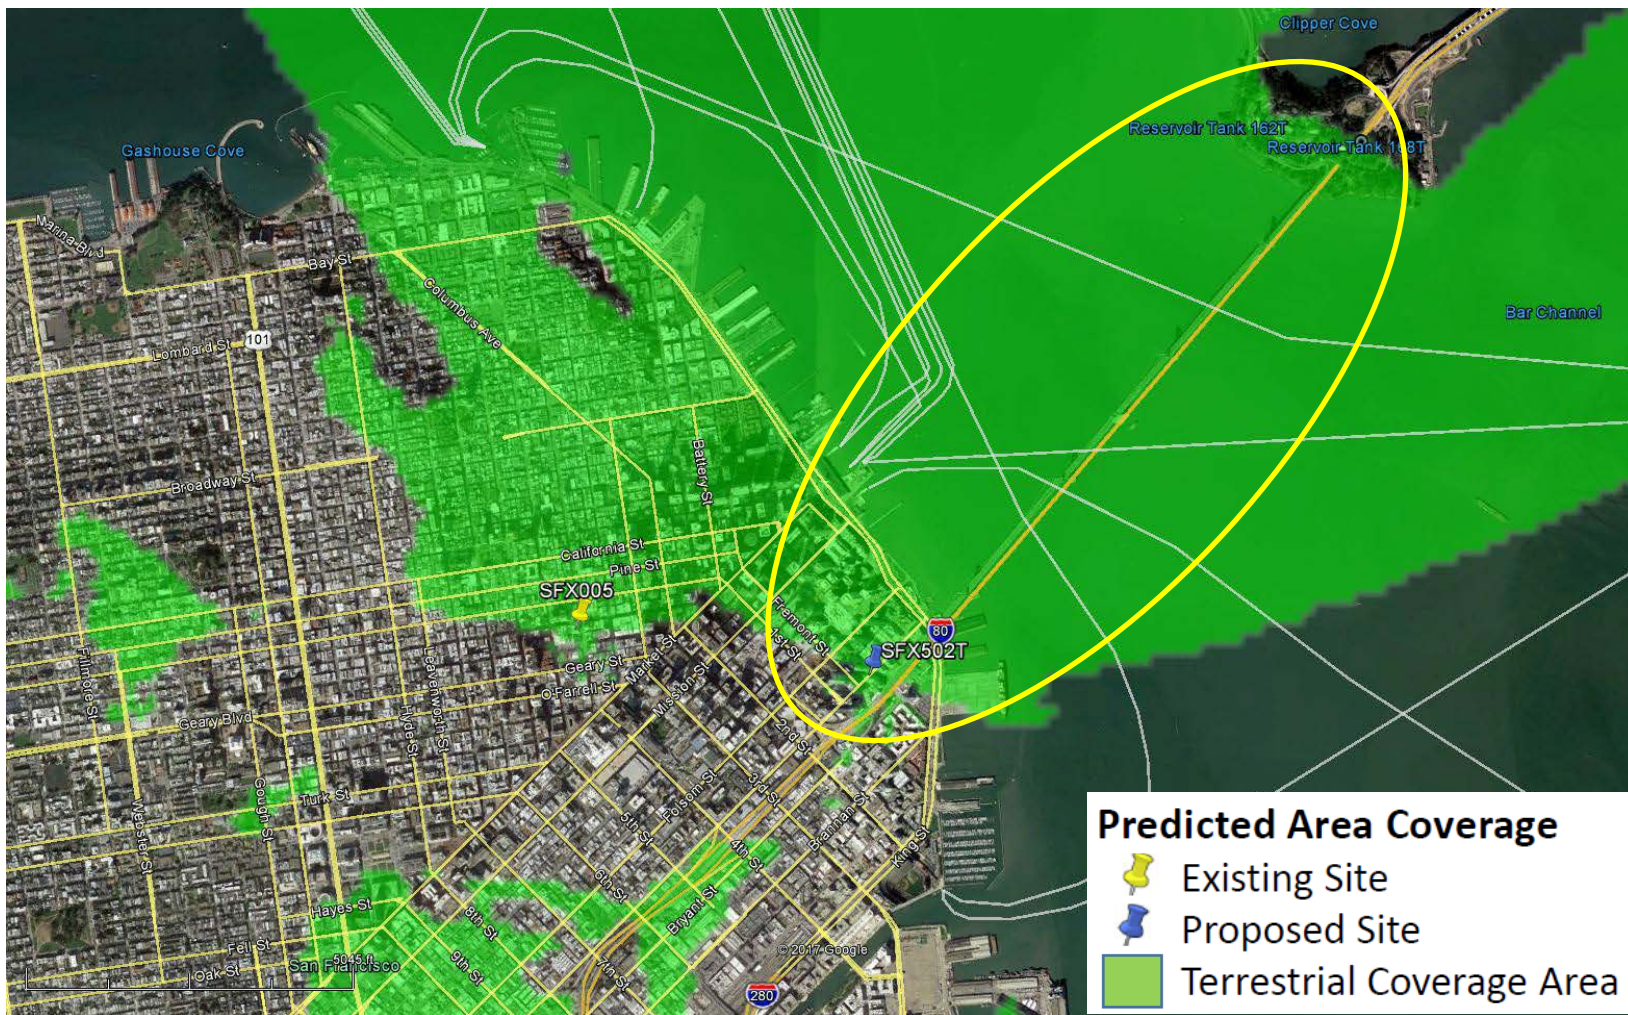 Clipper Cove
Reservoir Tank 162T
Reservoir Tank 168T
Gashouse Cove
Marina Blvd
Bay St
Columbus Ave
Bar Channel
101
Lombard St
Battery St
Broadway St
California St
Pine St
SFX005
Fremont St
1st St
80
SFX502T
Fillmore St
Leavenworth St
Hyde St
Geary St
Market St
O'Farrell St
Mission St
Geary Blvd
2nd St
Gough St
Turk St
Webster St
Folsom St
3rd St
5th St
4th St
Brannan St
King St
6th St
Hayes St
8th St
Bryant St
Fell St
Oak St
9th St
7th St
San Francisco
5045 ft
© 2017 Google
280
Predicted Area Coverage
Existing Site
Proposed Site
Terrestrial Coverage Area